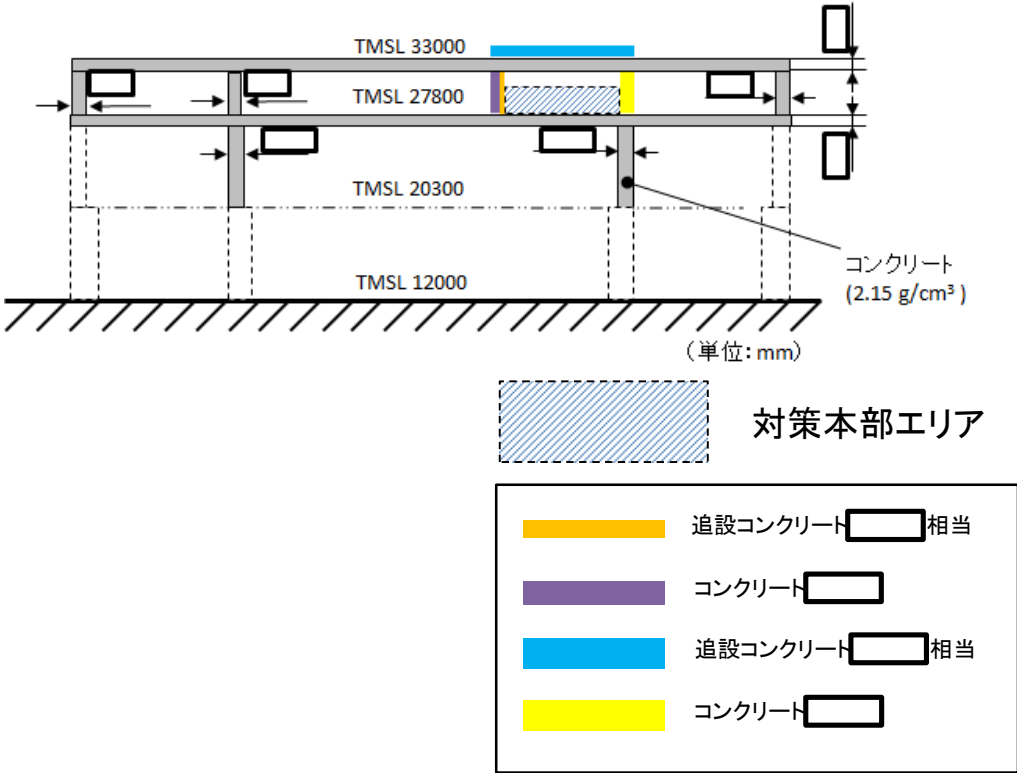 TMSL 33000
TMSL 27800
TMSL 20300
コンクリート
(2.15 g/cm³ )
TMSL 12000
（単位：mm）
対策本部エリア
追設コンクリート 相当
コンクリート
追設コンクリート 相当
コンクリート